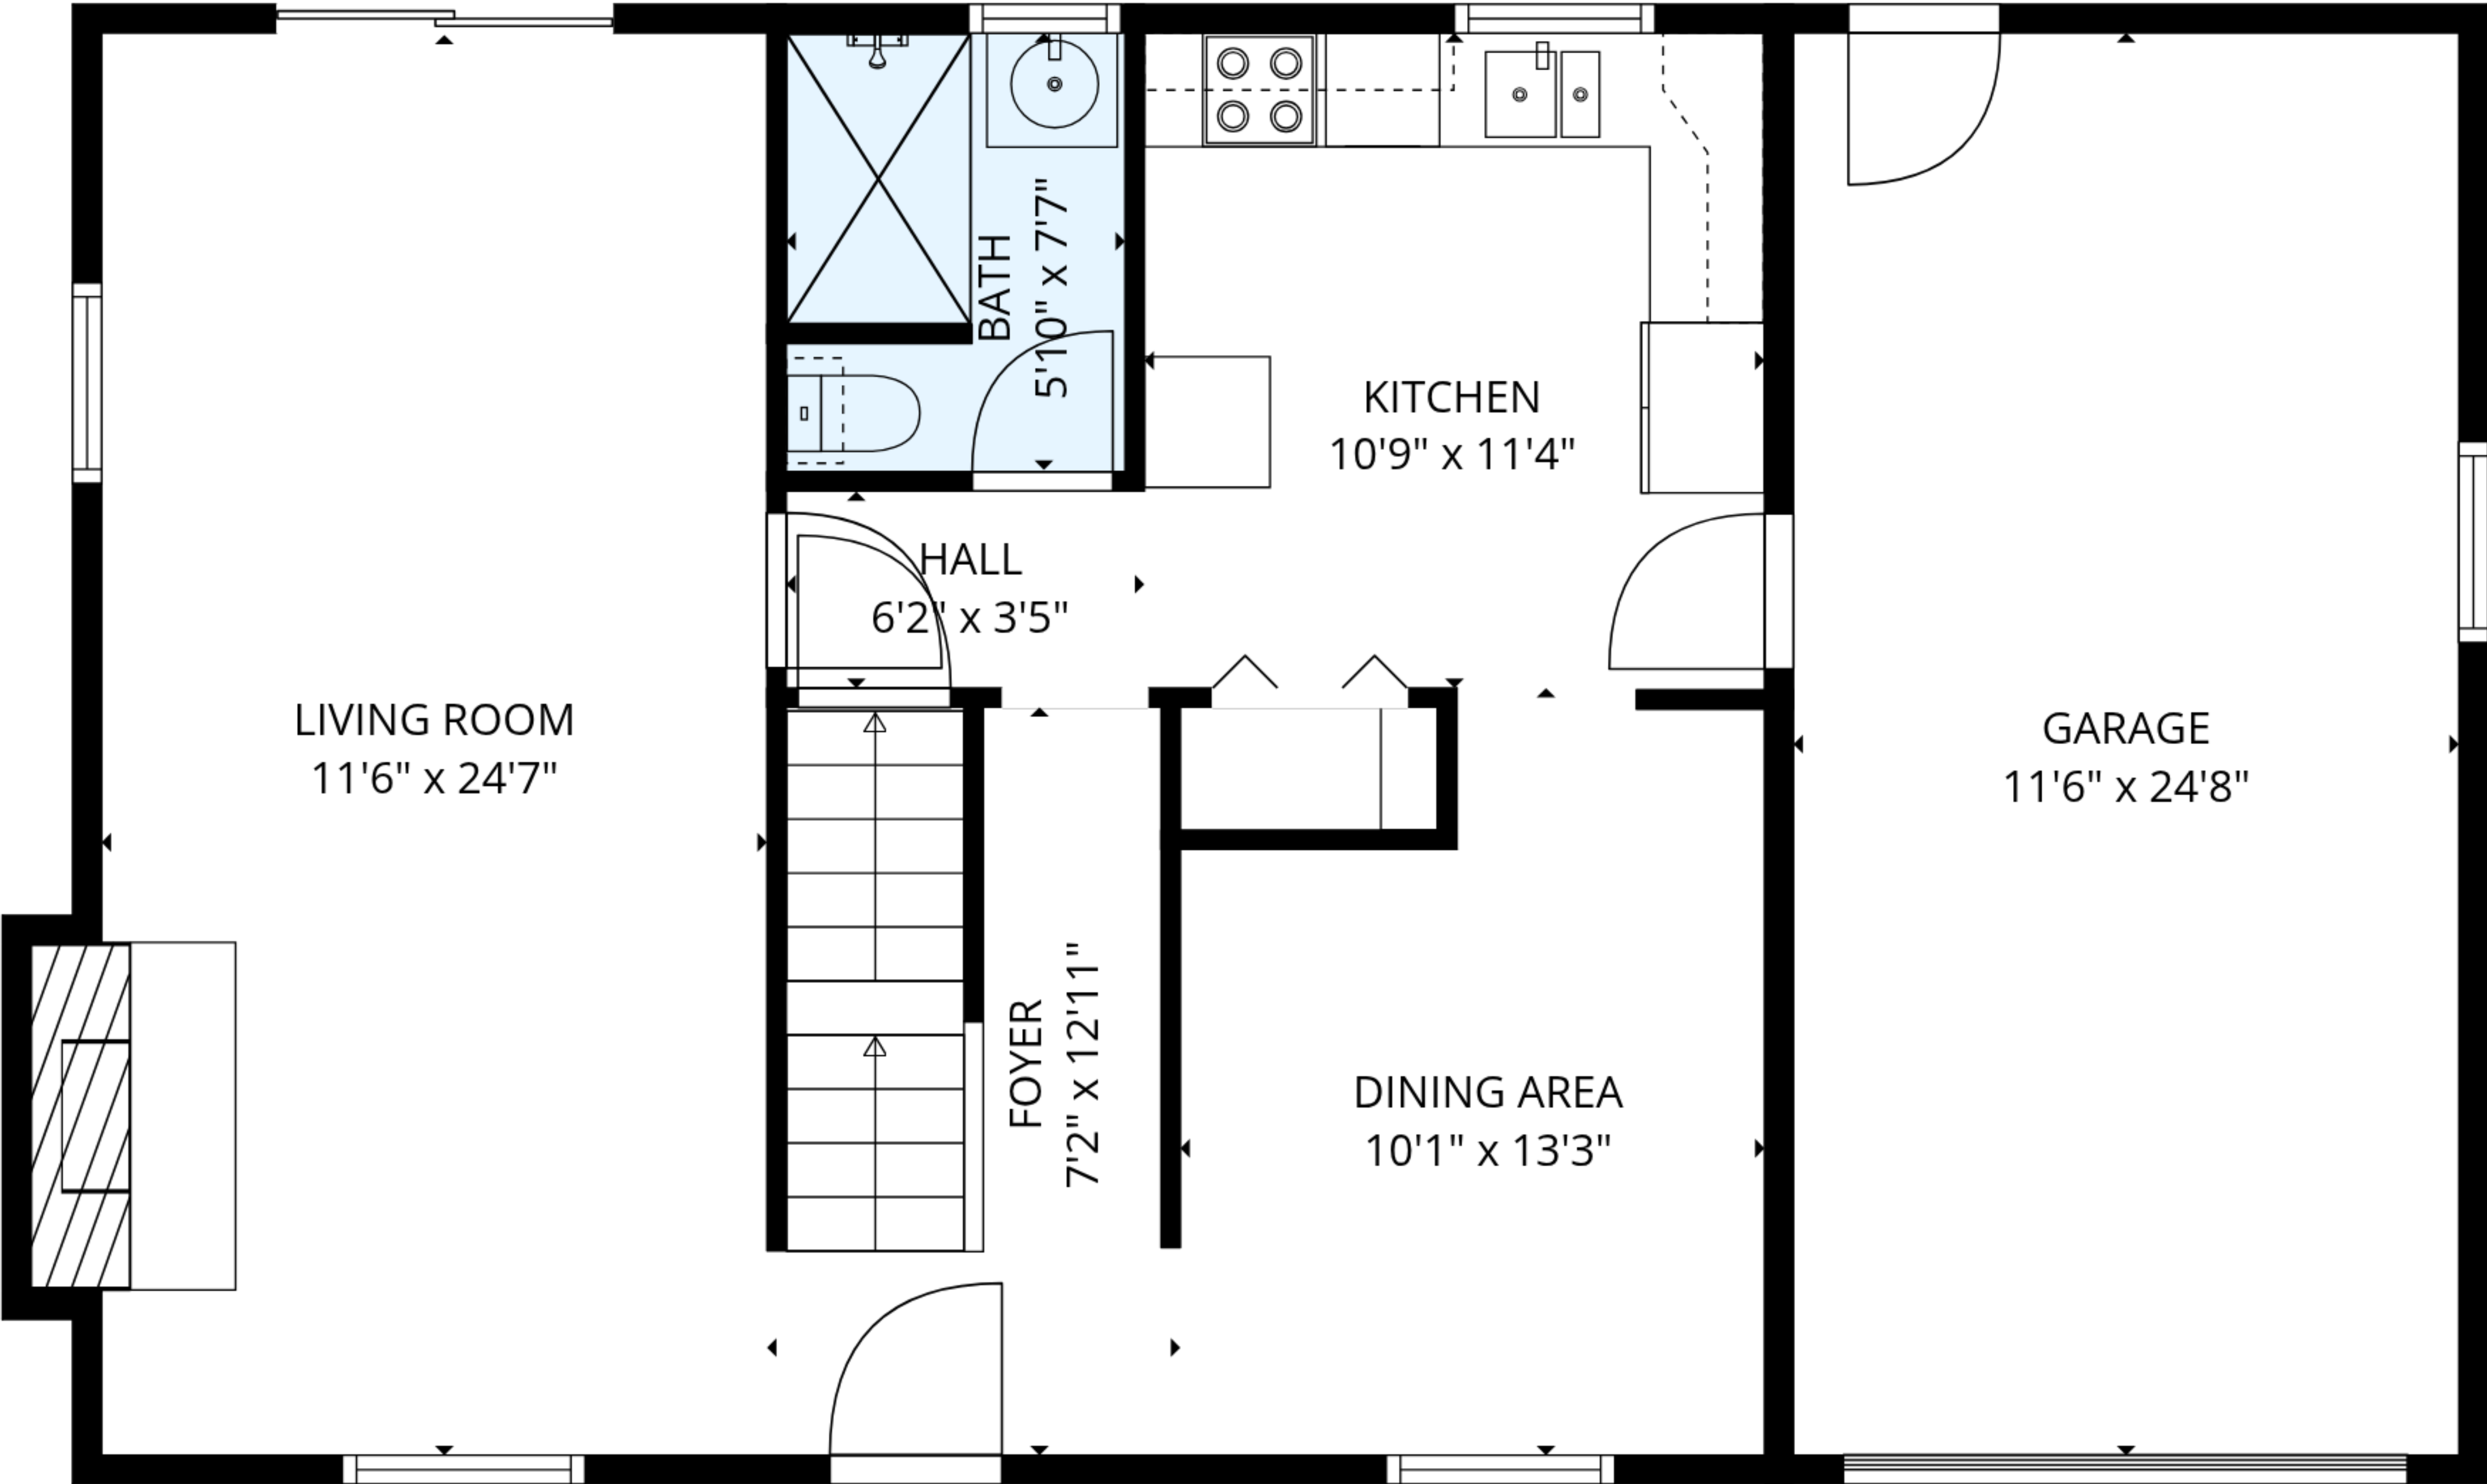 BATH
5'10" x 7'7"
KITCHEN
10'9" x 11'4"
HALL
6'2" x 3'5"
LIVING ROOM
11'6" x 24'7"
GARAGE
11'6" x 24'8"
FOYER
7'2" x 12'11"
DINING AREA
10'1" x 13'3"